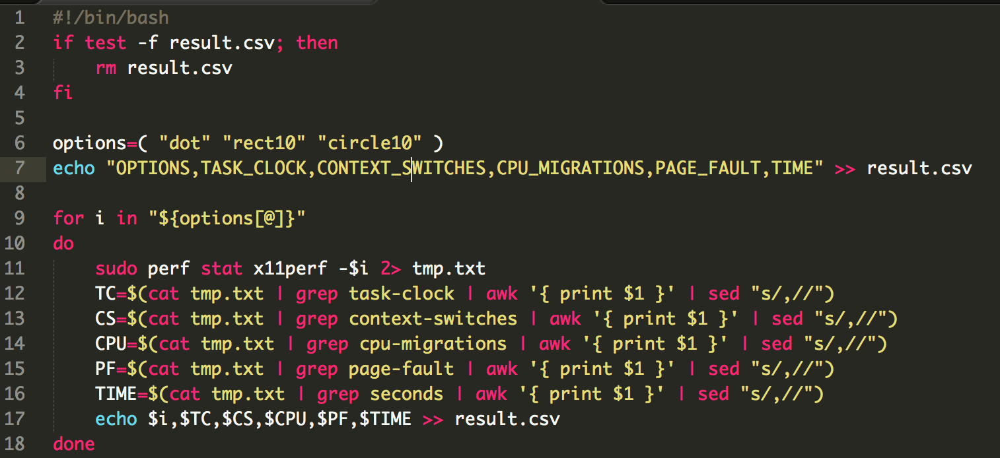 1 #!/bin/bash
2 if test -f result.csv; then
3 rm result.csv
4 fi
5
6 options=( "dot" "rect10" "circle10" )
7 echo "OPTIONS,TASK_CLOCK,CONTEXT_SWITCHES,CPU_MIGRATIONS,PAGE_FAULT,TIME" >> result.csv
8
9 for i in "${options[@]}"
10 do
11 sudo perf stat x11perf -$i 2> tmp.txt
12 TC=$(cat tmp.txt | grep task-clock | awk '{ print $1 }' | sed "s/,//")
13 CS=$(cat tmp.txt | grep context-switches | awk '{ print $1 }' | sed "s/,//")
14 CPU=$(cat tmp.txt | grep cpu-migrations | awk '{ print $1 }' | sed "s/,//")
15 PF=$(cat tmp.txt | grep page-fault | awk '{ print $1 }' | sed "s/,//")
16 TIME=$(cat tmp.txt | grep seconds | awk '{ print $1 }' | sed "s/,//")
17 echo $i,$TC,$CS,$CPU,$PF,$TIME >> result.csv
18 done